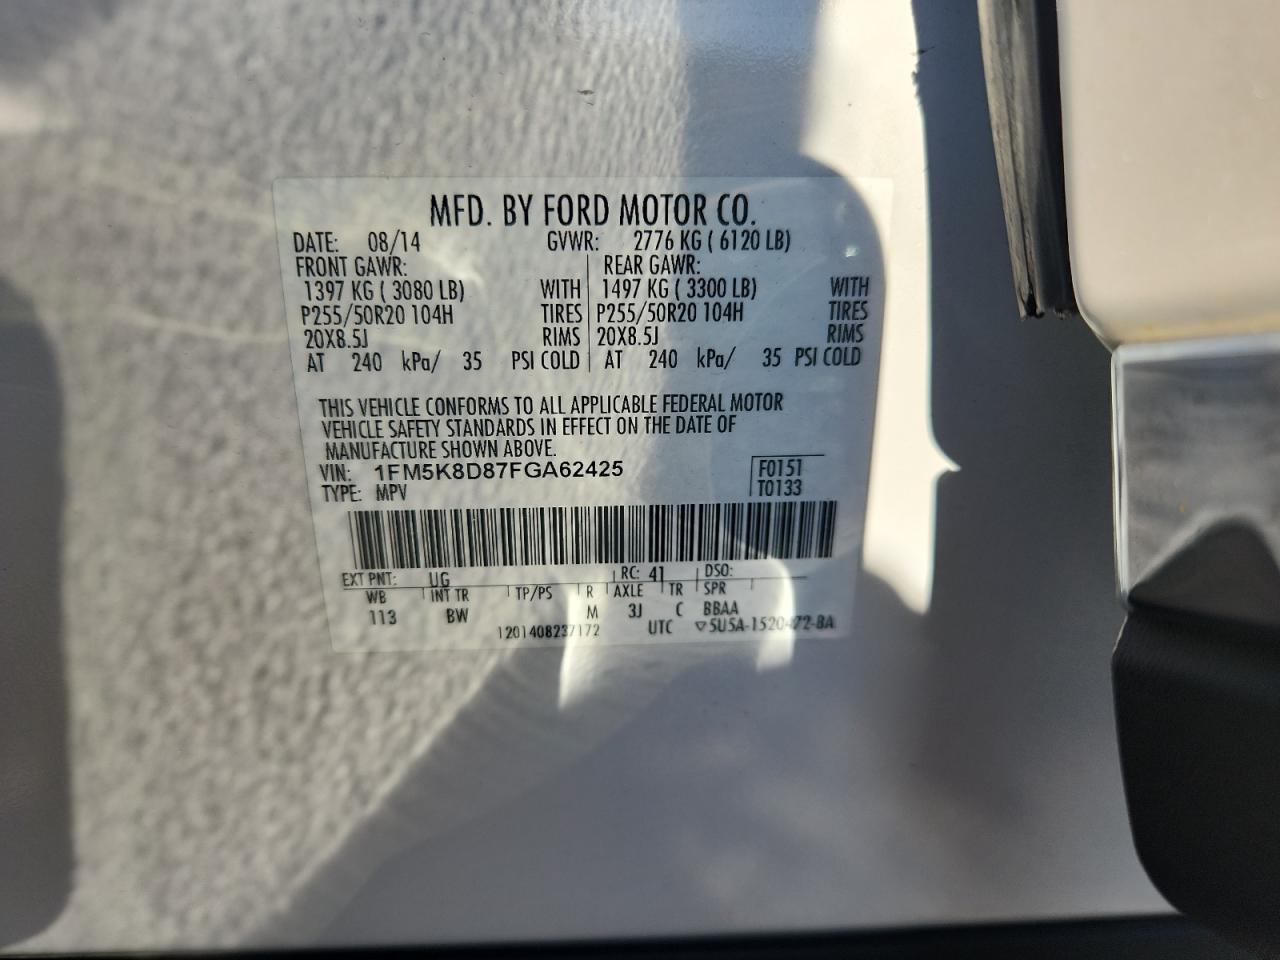 MFD. BY FORD MOTOR CO.
DATE: 08/14 GVWR: 2776 KG ( 6120 LB)
FRONT GAWR: REAR GAWR:
1397 KG ( 3080 LB) WITH 1497 KG ( 3300 LB) WITH
P255/50R20 104H TIRES P255/50R20 104H TIRES
20X8.5J RIMS 20X8.5J RIMS
AT 240 kPa/ 35 PSI COLD AT 240 kPa/ 35 PSI COLD
THIS VEHICLE CONFORMS TO ALL APPLICABLE FEDERAL MOTOR
VEHICLE SAFETY STANDARDS IN EFFECT ON THE DATE OF
MANUFACTURE SHOWN ABOVE.
VIN: 1FM5K8D87FGA62425 F0151
TYPE: MPV T0133
EXT PNT: UG RC: 41 DSO:
WB INT TR TP/PS R AXLE TR SPR
113 BW M 3J C BBAA
1201408237172 UTC ▽5U5A-1520472-BA